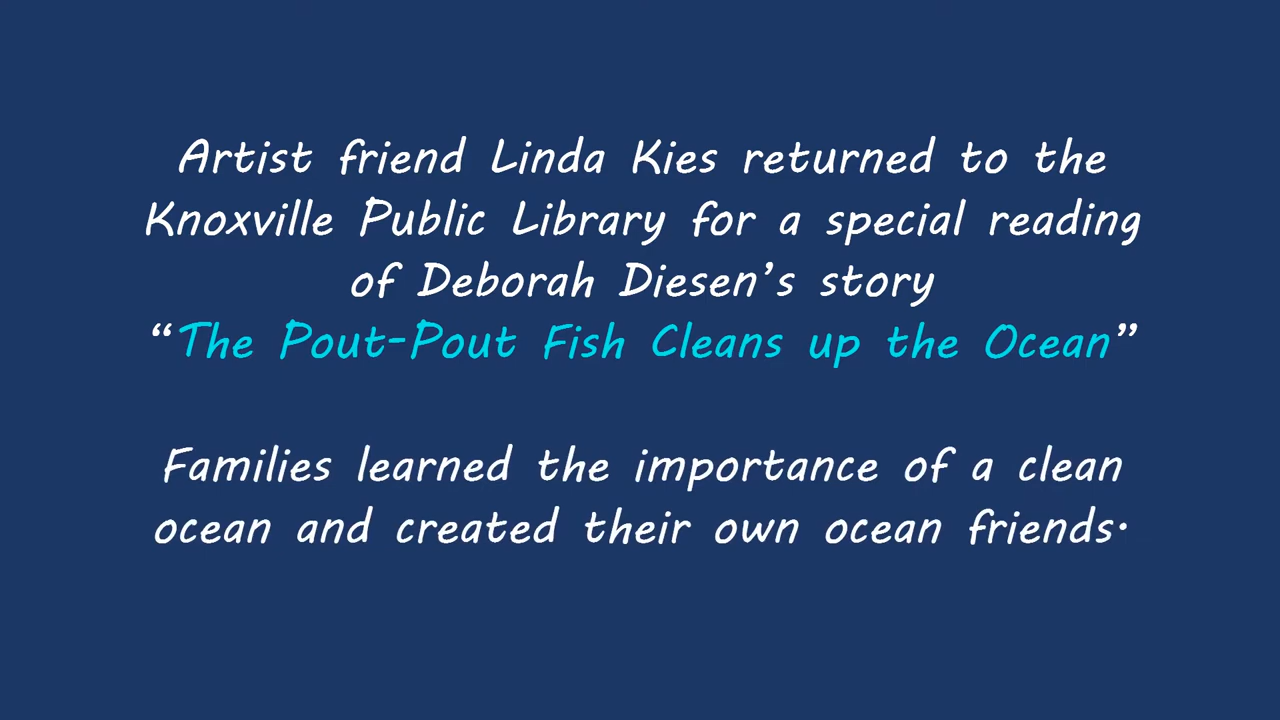 Artist friend Linda Kies returned to the
Knoxville Public Library for a special reading
of Deborah Diesen’s story
“The Pout-Pout Fish Cleans up the Ocean”
Families learned the importance of a clean
ocean and created their own ocean friends.